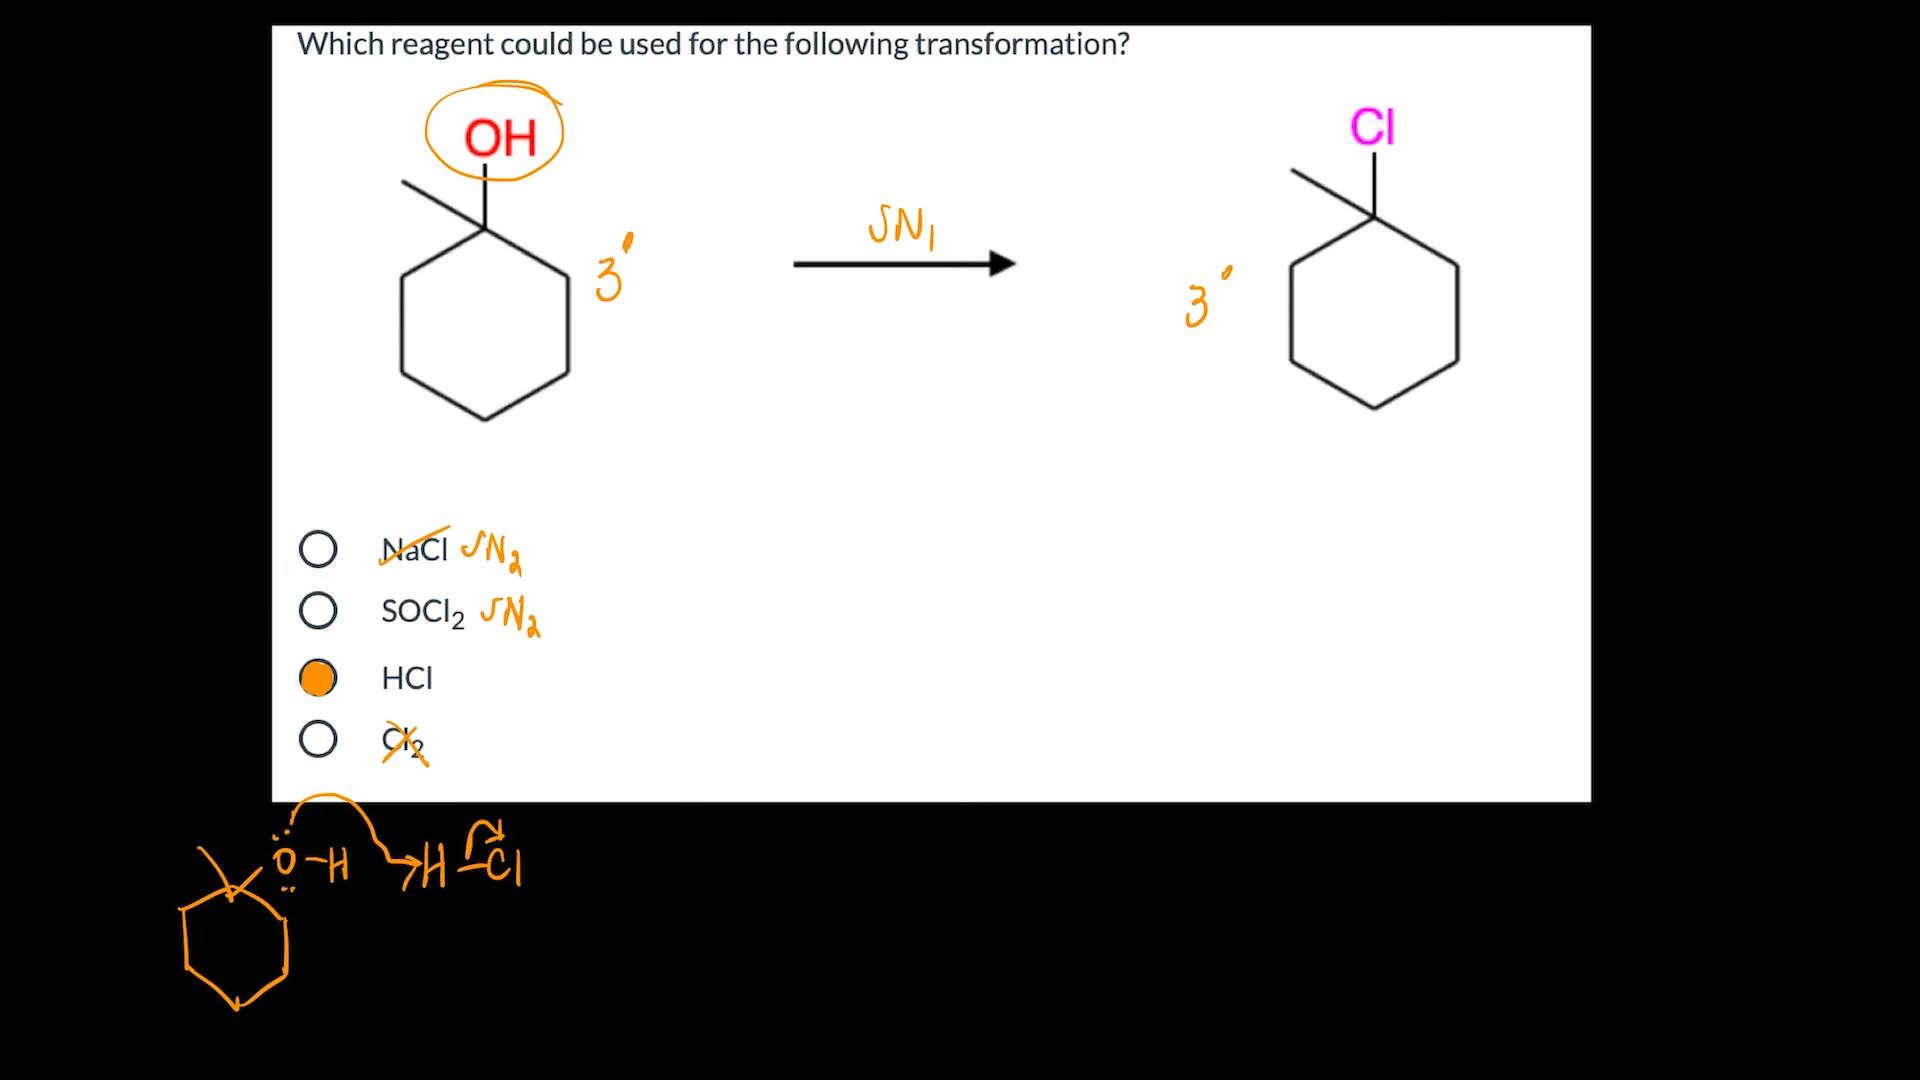 Which reagent could be used for the following transformation?
OH
Cl
SN1
3°
3°
NaCl SN2
SOCl2 SN2
HCl
Cl2
O-H H-Cl